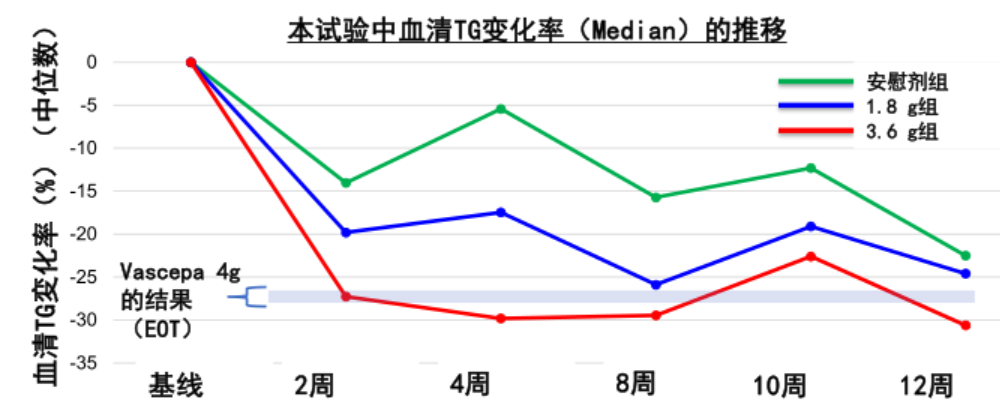 本试验中血清TG变化率（Median）的推移
血清TG变化率（%）（中位数）
0
-5
-10
-15
-20
-25
-30
-35
安慰剂组
1.8 g组
3.6 g组
Vascepa 4g
的结果
（EOT）
基线
2周
4周
8周
10周
12周